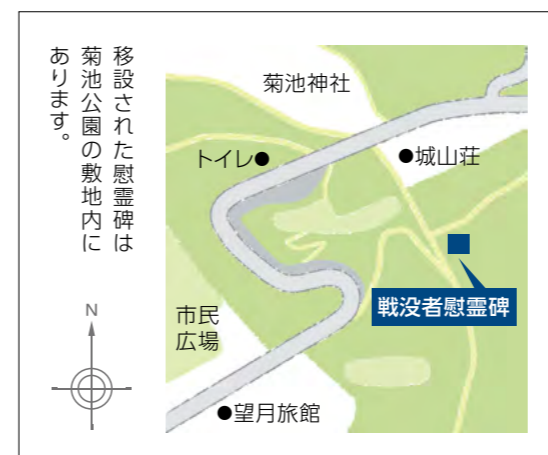 移設された慰霊碑は
菊池公園の敷地内に
あります。
N
菊池神社
トイレ●
●城山荘
戦没者慰霊碑
市民
広場
●望月旅館